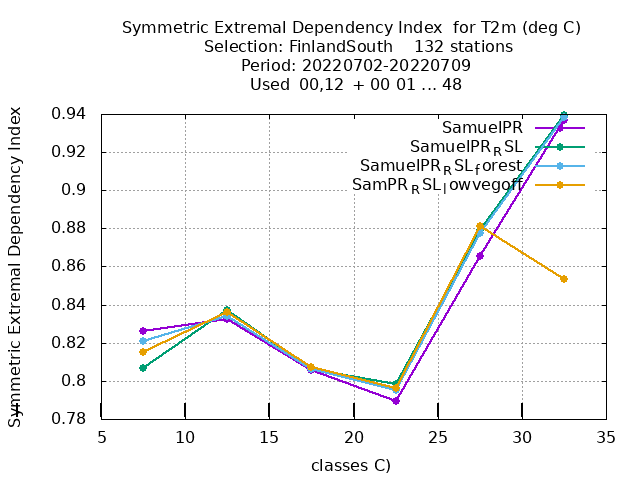 Symmetric Extremal Dependency Index  for T2m (deg C)
Selection: FinlandSouth    132 stations
Period: 20220702-20220709
Used  00,12  + 00 01 ... 48
Symmetric Extremal Dependency Index
0.94
0.92
0.9
0.88
0.86
0.84
0.82
0.8
0.78
SamuelPR
SamuelPR_RSL
SamuelPR_RSL_forest
SamPR_RSL_lowvegoff
5 10 15 20 25 30 35
classes C)